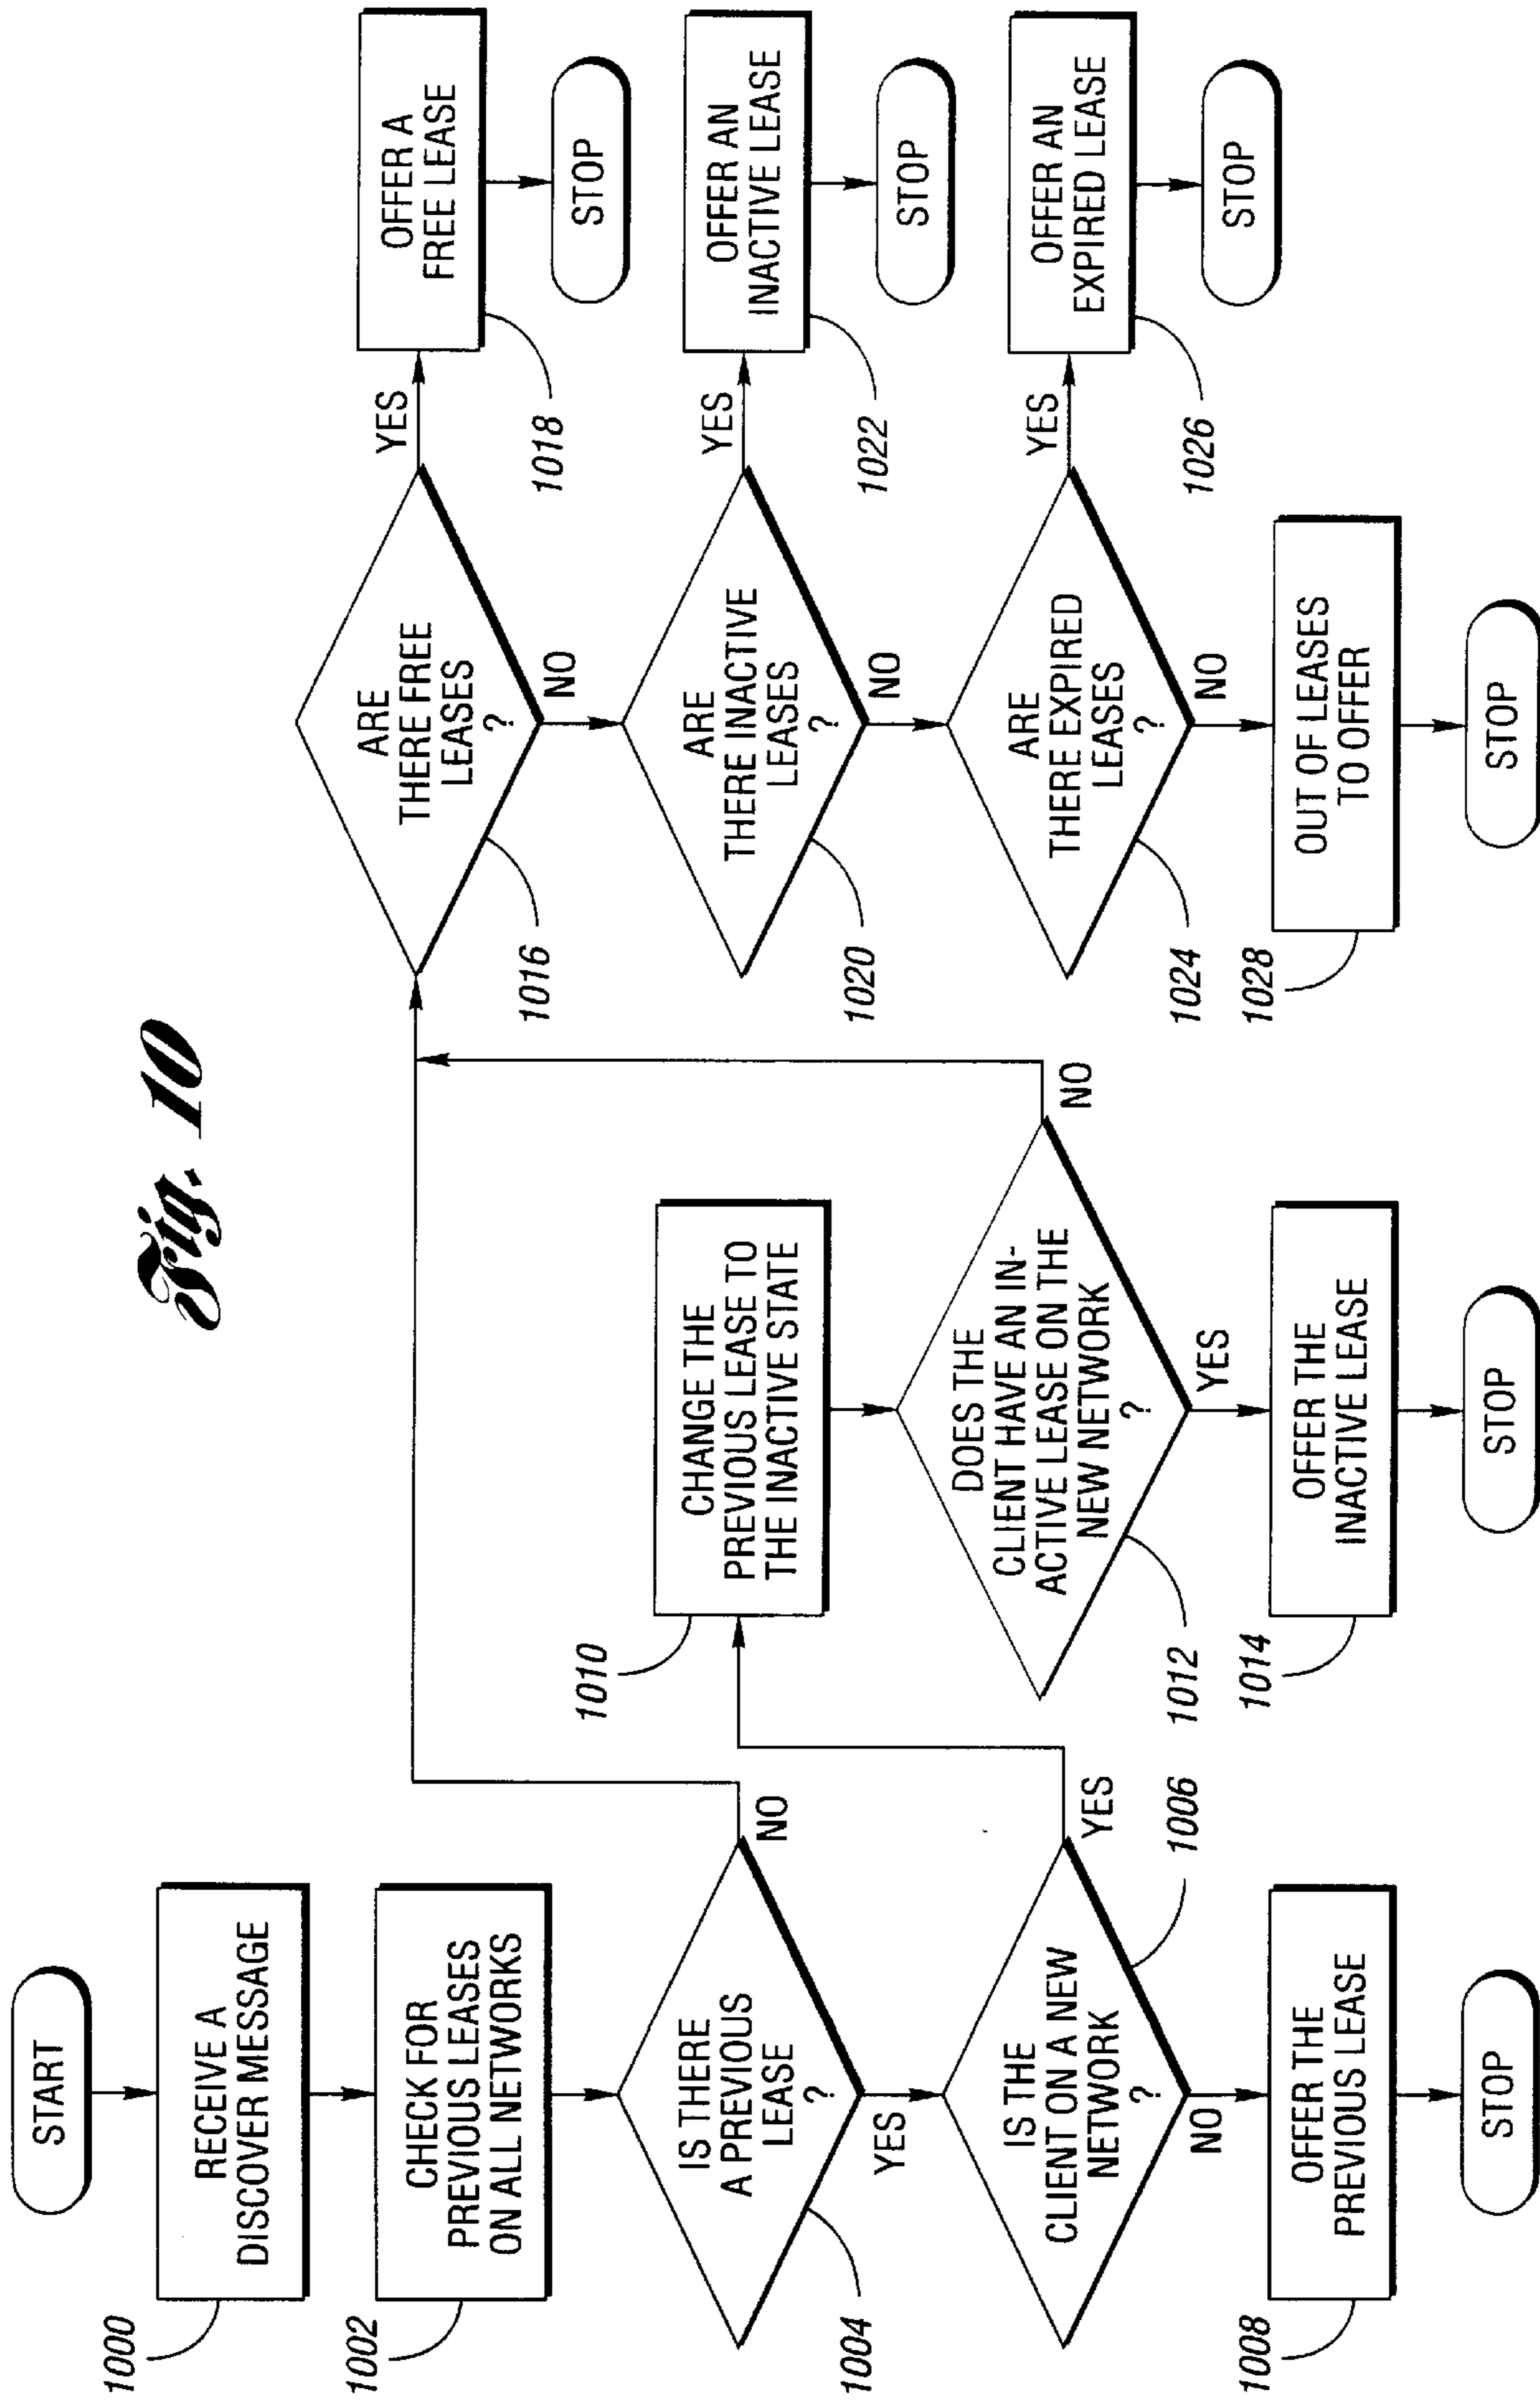 Fig. 10
START
RECEIVE A
DISCOVER MESSAGE
1000
CHECK FOR
PREVIOUS LEASES
ON ALL NETWORKS
1002
IS THERE
A PREVIOUS
LEASE
?
1004
NO
YES
IS THE
CLIENT ON A NEW
NETWORK
?
1006
YES
NO
OFFER THE
PREVIOUS LEASE
1008
STOP
CHANGE THE
PREVIOUS LEASE TO
THE INACTIVE STATE
1010
DOES THE
CLIENT HAVE AN IN-
ACTIVE LEASE ON THE
NEW NETWORK
?
1012
NO
YES
OFFER THE
INACTIVE LEASE
1014
STOP
ARE
THERE FREE
LEASES
?
1016
YES
NO
OFFER A
FREE LEASE
1018
STOP
ARE
THERE INACTIVE
LEASES
?
1020
YES
NO
OFFER AN
INACTIVE LEASE
1022
STOP
ARE
THERE EXPIRED
LEASES
?
1024
YES
NO
OFFER AN
EXPIRED LEASE
1026
STOP
OUT OF LEASES
TO OFFER
1028
STOP